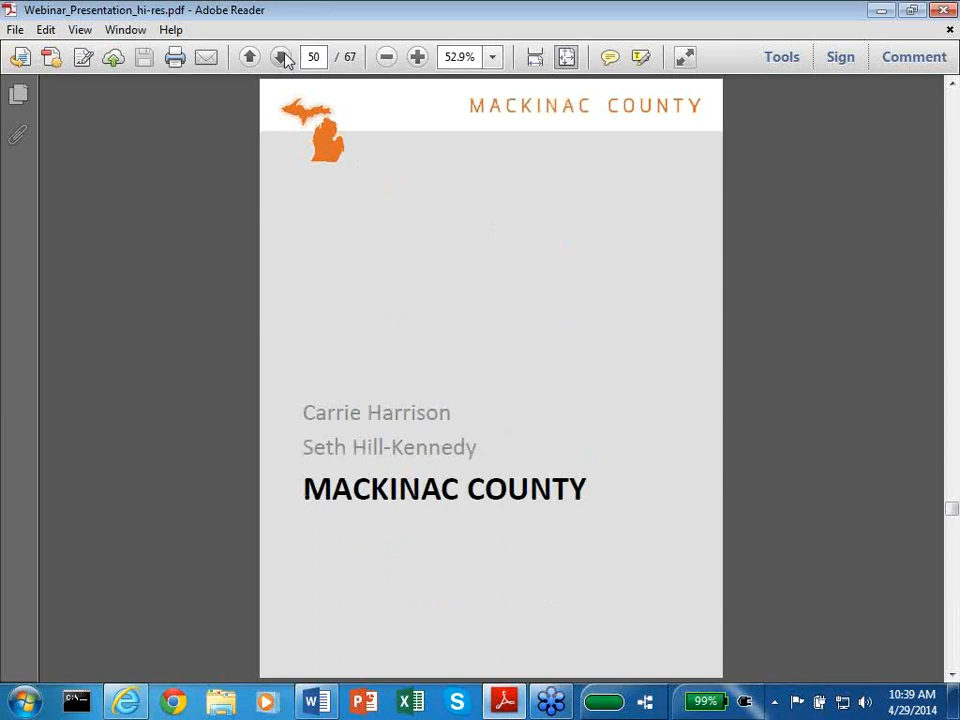 Webinar_Presentation_hi-res.pdf - Adobe Reader
File Edit View Window Help
50 / 67 52.9% Tools Sign Comment
MACKINAC COUNTY
Carrie Harrison
Seth Hill-Kennedy
MACKINAC COUNTY
99%
10:39 AM
4/29/2014